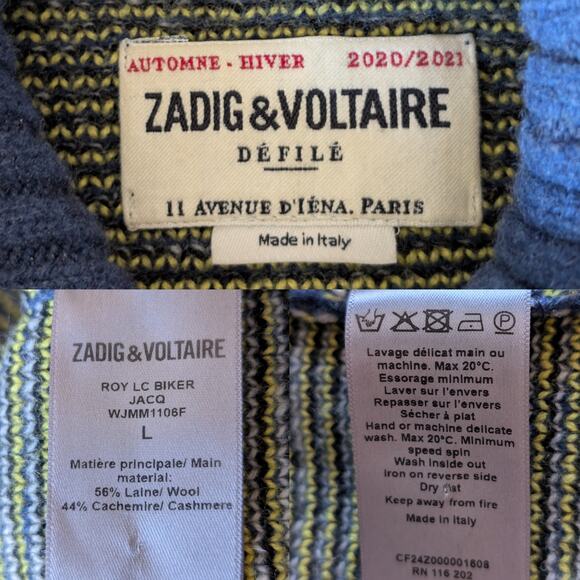 AUTOMNE - HIVER 2020/2021
ZADIG&VOLTAIRE
DÉFILÉ
11 AVENUE D'IÉNA. PARIS
Made in Italy
ZADIG&VOLTAIRE
ROY LC BIKER
JACQ
WJMM1106F
L
Matière principale/ Main
material:
56% Laine/ Wool
44% Cachemire/ Cashmere
Lavage délicat main ou
machine. Max 20°C.
Essorage minimum
Laver sur l'envers
Repasser sur l'envers
Sécher à plat
Hand or machine delicate
wash. Max 20°C. Minimum
speed spin
Wash inside out
Iron on reverse side
Dry flat
Keep away from fire
Made in Italy
CF24Z000001608
RN 116 202